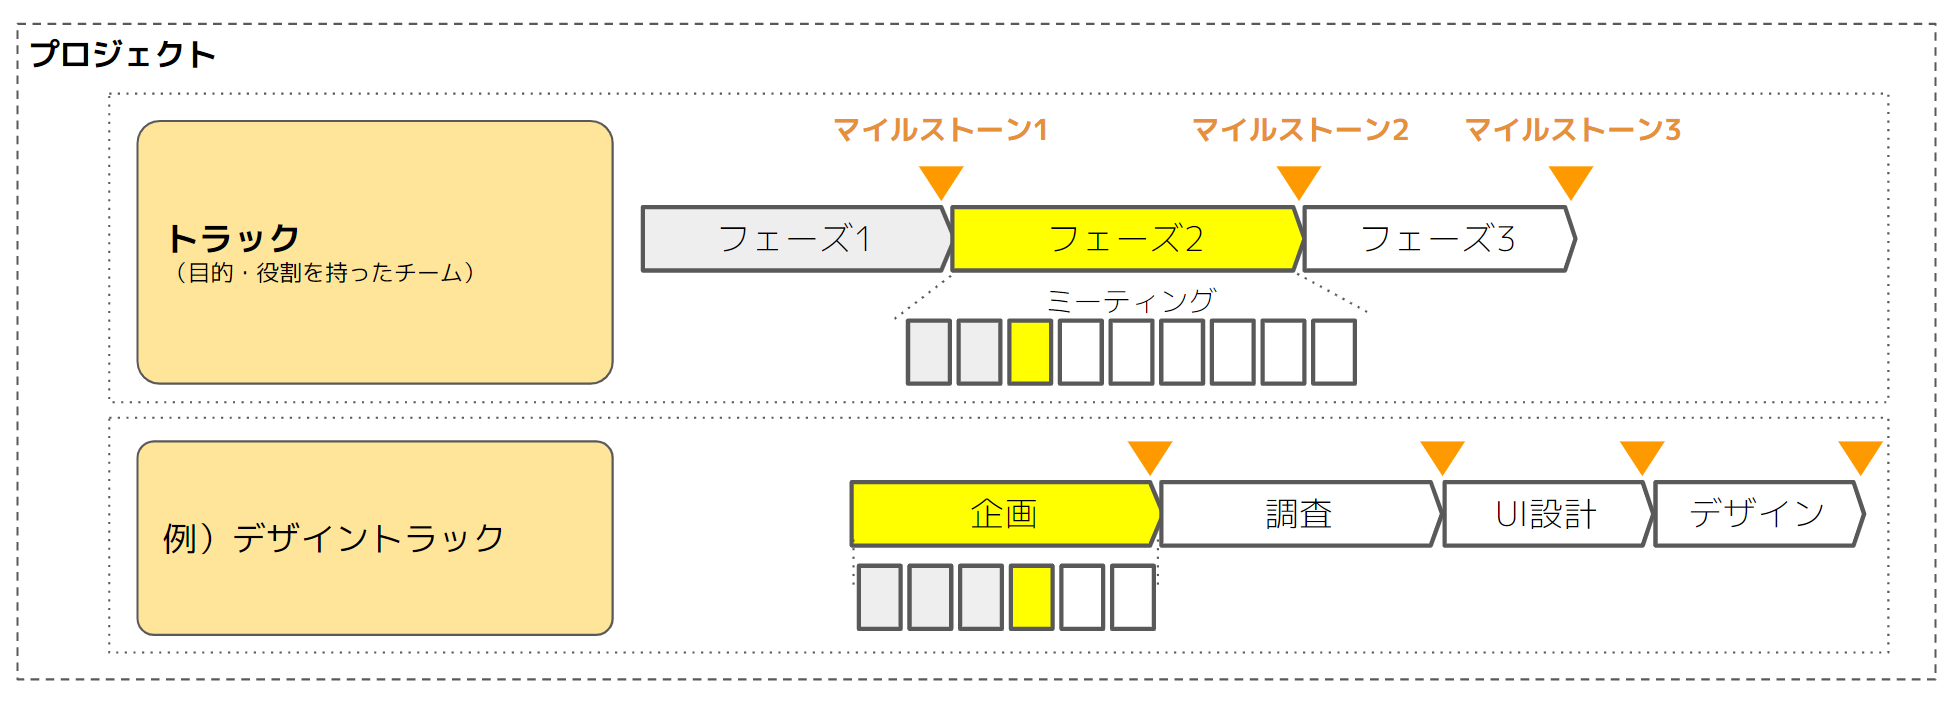 プロジェクト
マイルストーン1
マイルストーン2
マイルストーン3
トラック
（目的・役割を持ったチーム）
フェーズ1
フェーズ2
フェーズ3
ミーティング
例）デザイントラック
企画
調査
UI設計
デザイン